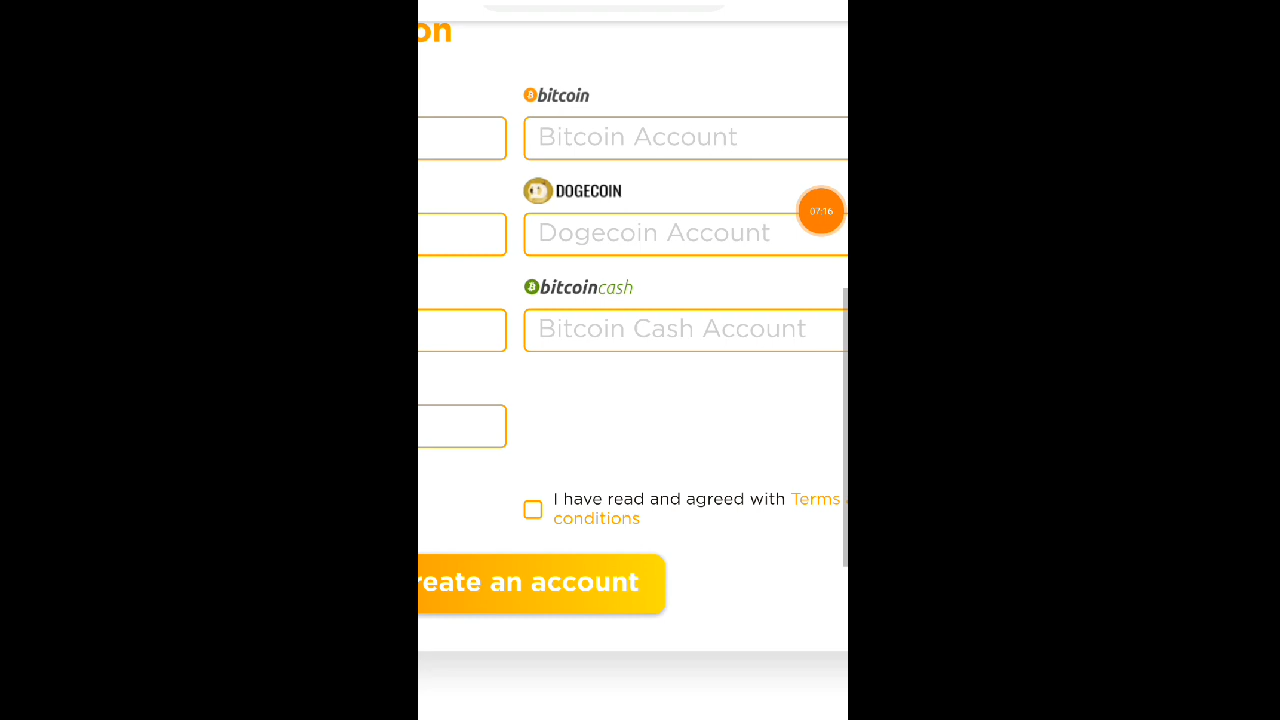 on
bitcoin
Bitcoin Account
DOGECOIN
07:16
Dogecoin Account
bitcoincash
Bitcoin Cash Account
I have read and agreed with Terms
conditions
reate an account